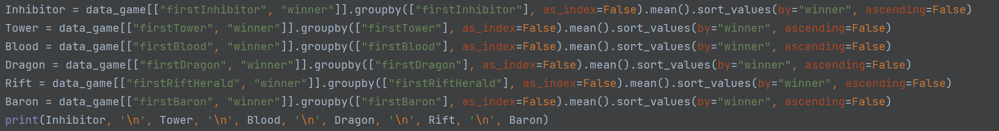 Inhibitor = data_game[["firstInhibitor", "winner"]].groupby(["firstInhibitor"], as_index=False).mean().sort_values(by="winner", ascending=False)
Tower = data_game[["firstTower", "winner"]].groupby(["firstTower"], as_index=False).mean().sort_values(by="winner", ascending=False)
Blood = data_game[["firstBlood", "winner"]].groupby(["firstBlood"], as_index=False).mean().sort_values(by="winner", ascending=False)
Dragon = data_game[["firstDragon", "winner"]].groupby(["firstDragon"], as_index=False).mean().sort_values(by="winner", ascending=False)
Rift = data_game[["firstRiftHerald", "winner"]].groupby(["firstRiftHerald"], as_index=False).mean().sort_values(by="winner", ascending=False)
Baron = data_game[["firstBaron", "winner"]].groupby(["firstBaron"], as_index=False).mean().sort_values(by="winner", ascending=False)
print(Inhibitor, '\n', Tower, '\n', Blood, '\n', Dragon, '\n', Rift, '\n', Baron)